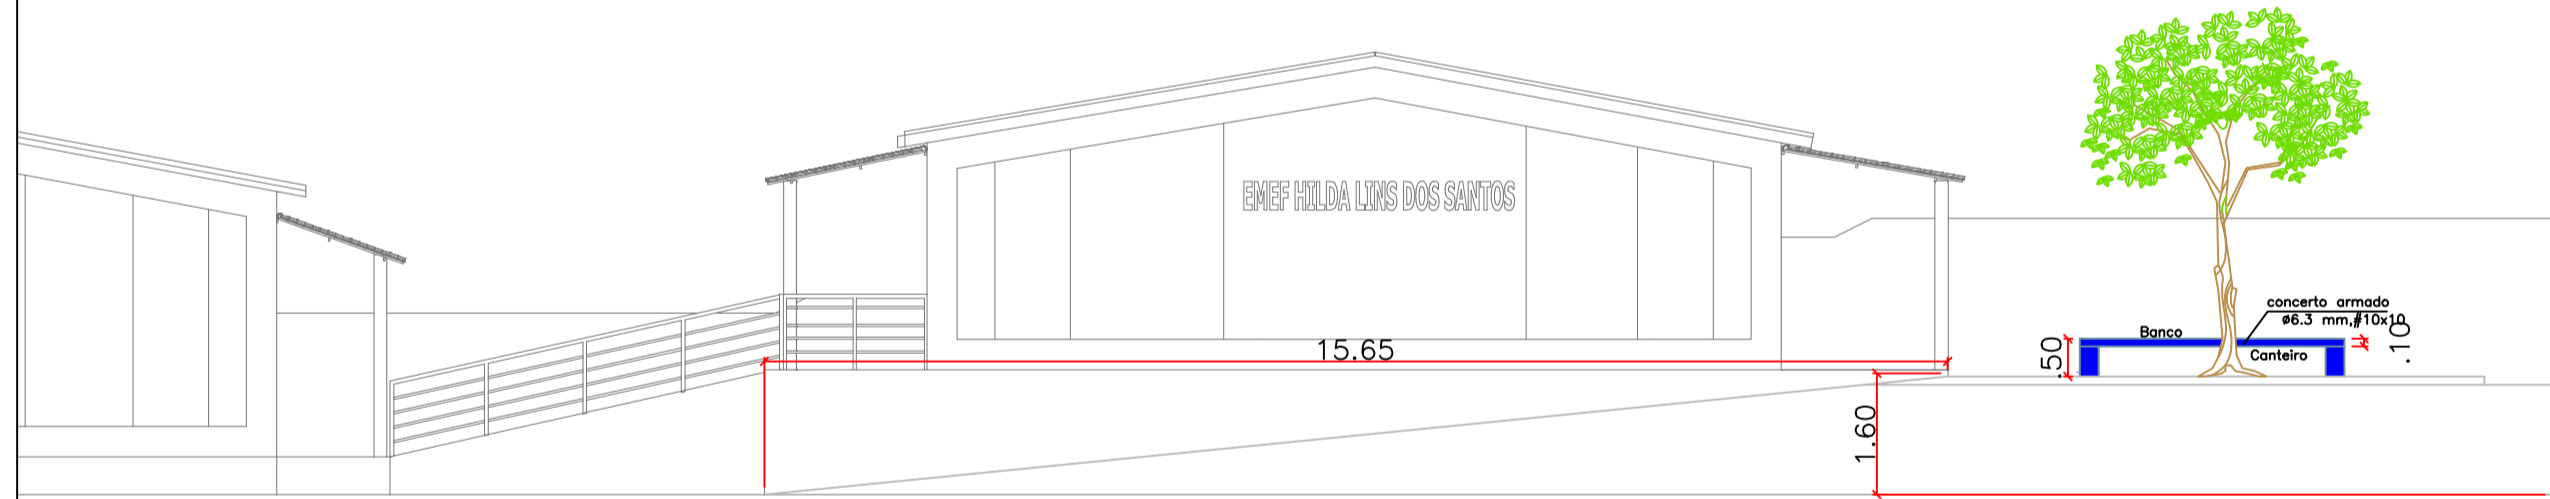 EMEF HILDA LINS DOS SANTOS
15.65
1.60
.50
Banco
Canteiro
concerto armado
ø6.3 mm,#10x10
.10